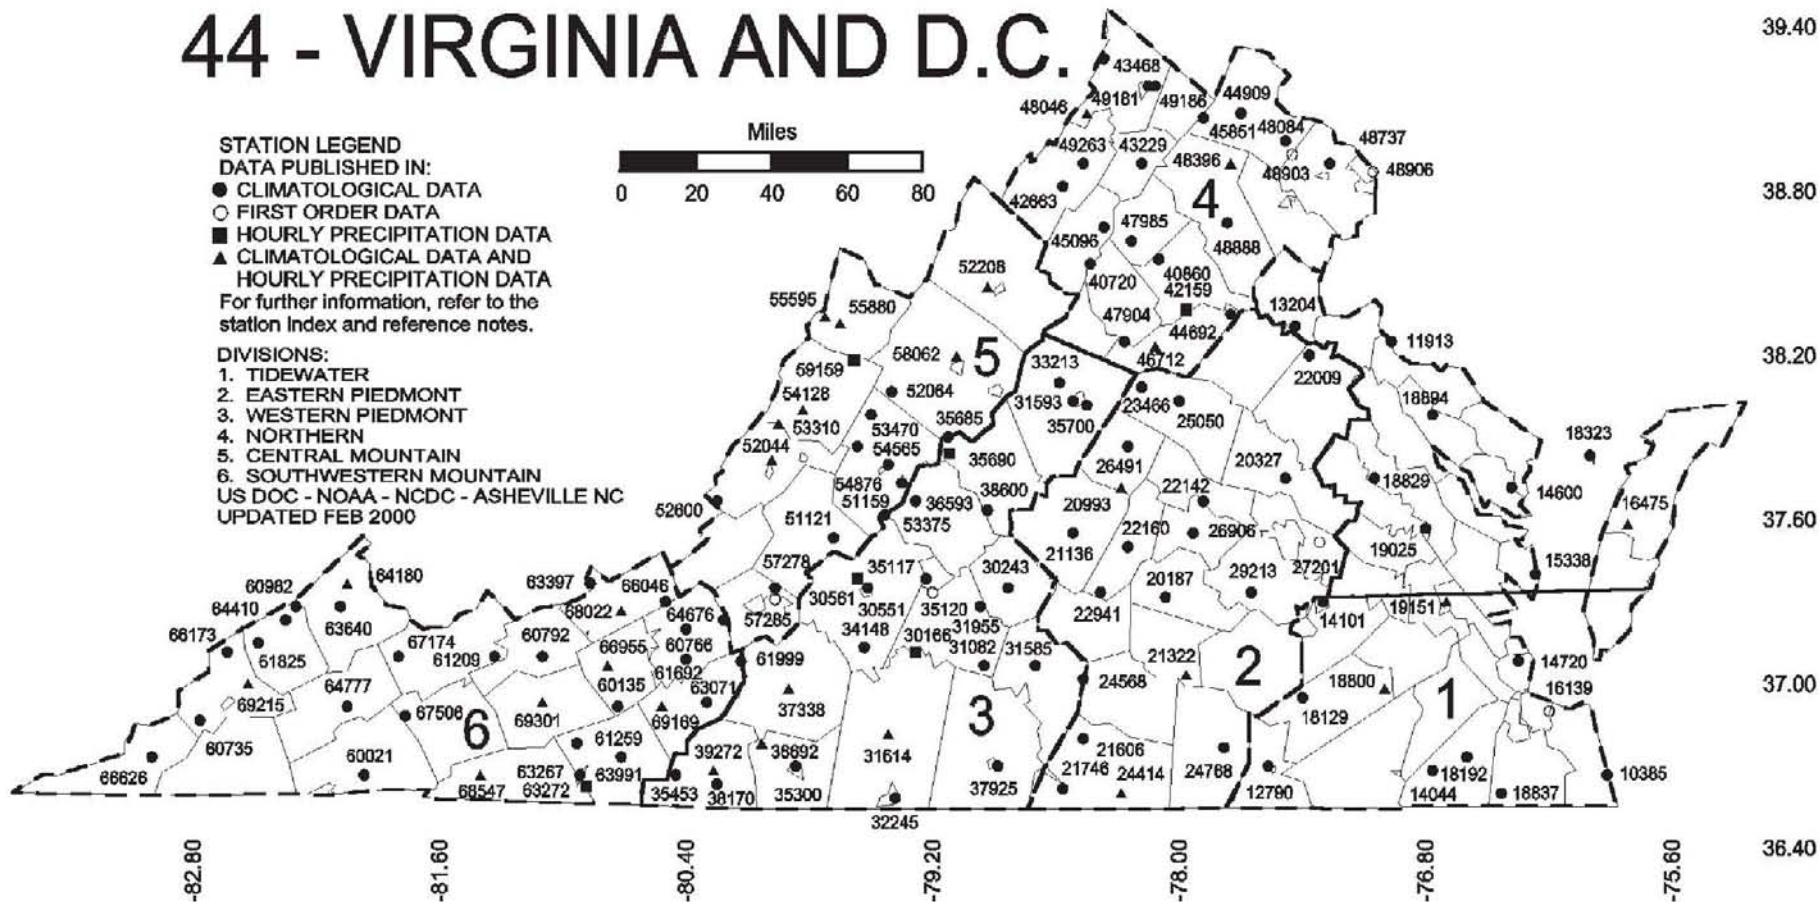 44 - VIRGINIA AND D.C.
39.40
38.80
38.20
37.60
37.00
36.40
STATION LEGEND
DATA PUBLISHED IN:
CLIMATOLOGICAL DATA
FIRST ORDER DATA
HOURLY PRECIPITATION DATA
CLIMATOLOGICAL DATA AND
HOURLY PRECIPITATION DATA
For further information, refer to the
station index and reference notes.
DIVISIONS:
1. TIDEWATER
2. EASTERN PIEDMONT
3. WESTERN PIEDMONT
4. NORTHERN
5. CENTRAL MOUNTAIN
6. SOUTHWESTERN MOUNTAIN
US DOC - NOAA - NCDC - ASHEVILLE NC
UPDATED FEB 2000
Miles
0 20 40 60 80
43468
48046 49181 49186 44909
45851 48084 48737
49263 43229 48396 48903 48906
42663 4
47985
45096 48888
52208 40720 40860
42159
55595 55880 13204
47904 44692
46712 11913
59159 58062 5 33213 22009
52064 18894
54128 31593 23466 25050
53310 53470 35685 35700
52044 54565 35690 26491 20327 18323
54876 38600 20993 22142 18829 14600
52600 51159 36593 16475
51121 53375 22160 26906 19025
21136 27201 15338
57278 35117 30243 20187 29213
60982 64180 63397 66046
64410 68022 64676 57285 30561 30551 35120 22941 14101 19151
66173 63640 60792 31955
61825 67174 61209 66955 60766 34148 30166 31082 31585
61692 61999 21322 2 14720
64777 60135 63071 24568 18800 16139
69215 67506 69301 69169 37338 3 18129 1
6
60735 60021 61259 39272 38692 31614 21606
66626 63267 63991 21746 24414 24768 18192 10385
63272 68547 35453 38170 35300 37925 12790 14044 18837
32245
-82.80 -81.60 -80.40 -79.20 -78.00 -76.80 -75.60